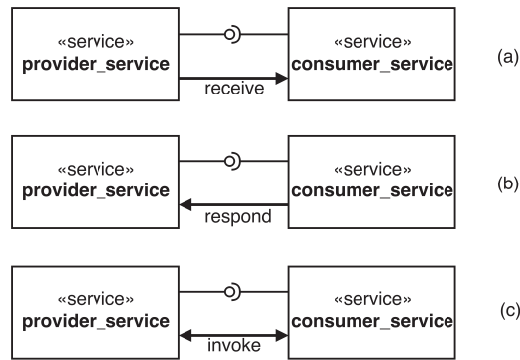 «service» «service»
provider_service consumer_service (a)
receive
«service» «service»
provider_service consumer_service (b)
respond
«service» «service»
provider_service consumer_service (c)
invoke